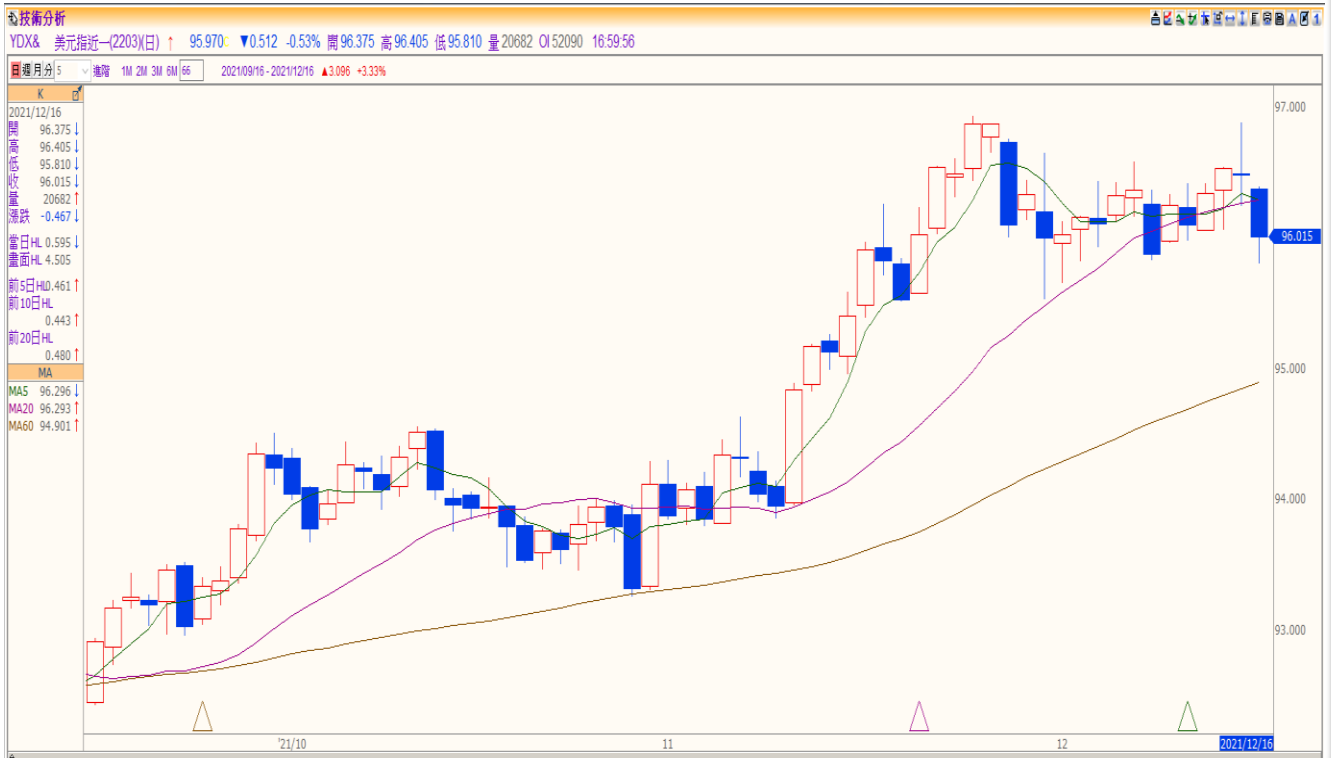 技術分析
YDX& 美元指近一(2203)(日) ↑ 95.970c ▼0.512 -0.53% 開 96.375 高 96.405 低 95.810 量 20682 OI 52090 16:59:56
日 週 月 分 5 進階 1M 2M 3M 6M 66 2021/09/16 - 2021/12/16 ▲3.096 +3.33%
K
2021/12/16
開 96.375↓
高 96.405↓
低 95.810↓
收 96.015↓
量 20682↑
漲跌 -0.467↓
當日HL 0.595↓
畫面HL 4.505
前5日HL0.461↑
前10日HL
0.443↑
前20日HL
0.480↑
MA
MA5 96.296↓
MA20 96.293↑
MA60 94.901↑
97.000
96.015
95.000
94.000
93.000
'21/10 11 12 2021/12/16